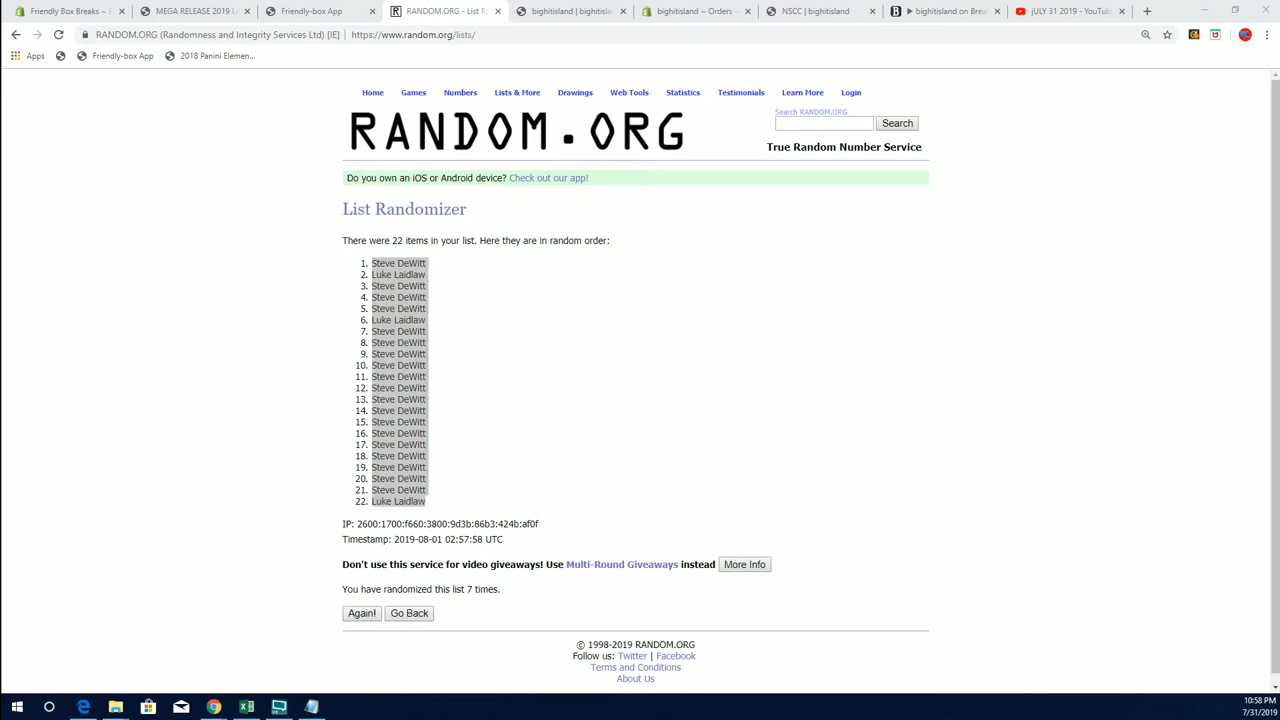 Friendly Box Breaks –
MEGA RELEASE 2019 L
Friendly-box App
RANDOM.ORG - List R
bighitisland | bighitisle
bighitisland ~ Orders ~
NSCC | bighitisland
▶ bighitisland on Break
jULY 31 2019 - YouTub
RANDOM.ORG (Randomness and Integrity Services Ltd) [IE] | https://www.random.org/lists/
Apps
Friendly-box App
2018 Panini Elemen...
Home Games Numbers Lists & More Drawings Web Tools Statistics Testimonials Learn More Login
RANDOM.ORG
Search RANDOM.ORG
Search
True Random Number Service
Do you own an iOS or Android device? Check out our app!
List Randomizer
There were 22 items in your list. Here they are in random order:
1. Steve DeWitt
2. Luke Laidlaw
3. Steve DeWitt
4. Steve DeWitt
5. Steve DeWitt
6. Luke Laidlaw
7. Steve DeWitt
8. Steve DeWitt
9. Steve DeWitt
10. Steve DeWitt
11. Steve DeWitt
12. Steve DeWitt
13. Steve DeWitt
14. Steve DeWitt
15. Steve DeWitt
16. Steve DeWitt
17. Steve DeWitt
18. Steve DeWitt
19. Steve DeWitt
20. Steve DeWitt
21. Steve DeWitt
22. Luke Laidlaw
IP: 2600:1700:f660:3800:9d3b:86b3:424b:af0f
Timestamp: 2019-08-01 02:57:58 UTC
Don't use this service for video giveaways! Use Multi-Round Giveaways instead More Info
You have randomized this list 7 times.
Again! Go Back
© 1998-2019 RANDOM.ORG
Follow us: Twitter | Facebook
Terms and Conditions
About Us
10:58 PM
7/31/2019